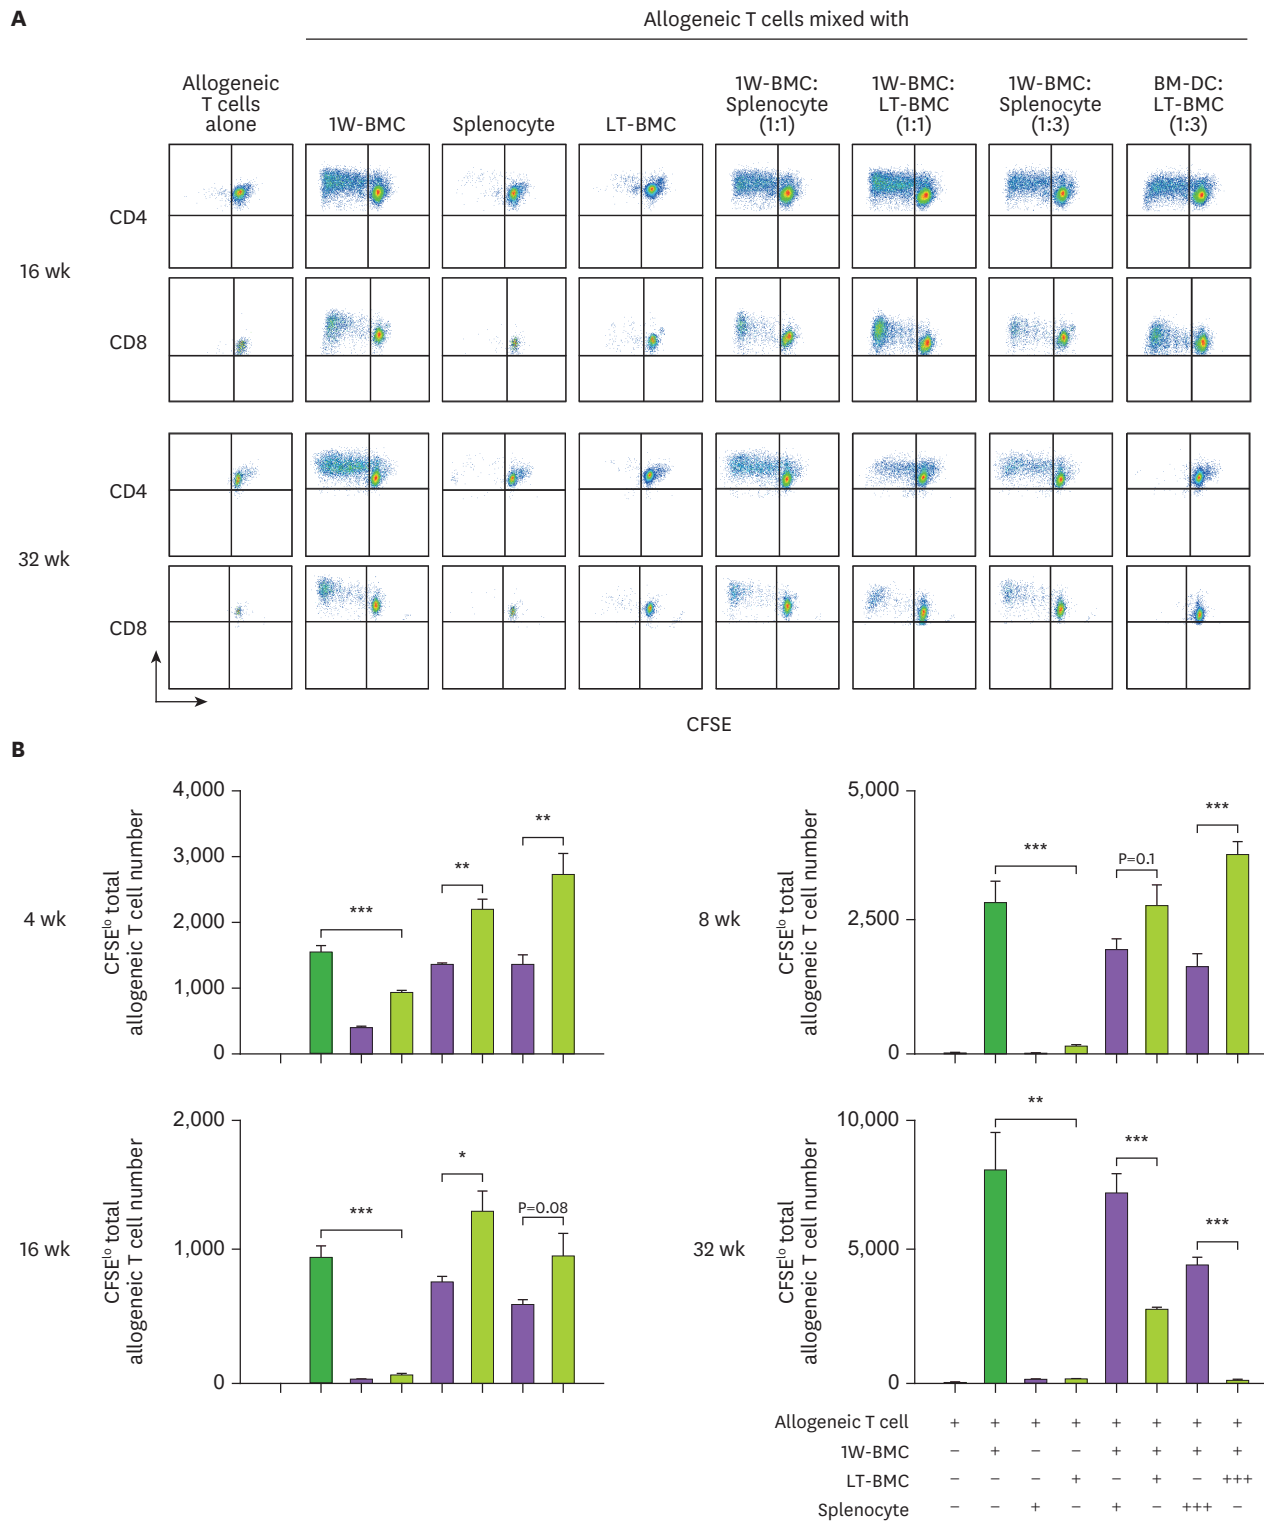 A
Allogeneic T cells mixed with
Allogeneic
T cells
alone
1W-BMC
Splenocyte
LT-BMC
1W-BMC:
Splenocyte
(1:1)
1W-BMC:
LT-BMC
(1:1)
1W-BMC:
Splenocyte
(1:3)
BM-DC:
LT-BMC
(1:3)
16 wk
CD4
CD8
32 wk
CD4
CD8
CFSE
B
4 wk
CFSElo total
allogeneic T cell number
4,000
3,000
2,000
1,000
0
***
**
**
8 wk
CFSElo total
allogeneic T cell number
5,000
2,500
0
***
P=0.1
***
16 wk
CFSElo total
allogeneic T cell number
2,000
1,000
0
***
*
P=0.08
32 wk
CFSElo total
allogeneic T cell number
10,000
5,000
0
**
***
***
Allogeneic T cell + + + + + + + +
1W-BMC − + − − + + + +
LT-BMC − − − + − + − +++
Splenocyte − − + − + − +++ −